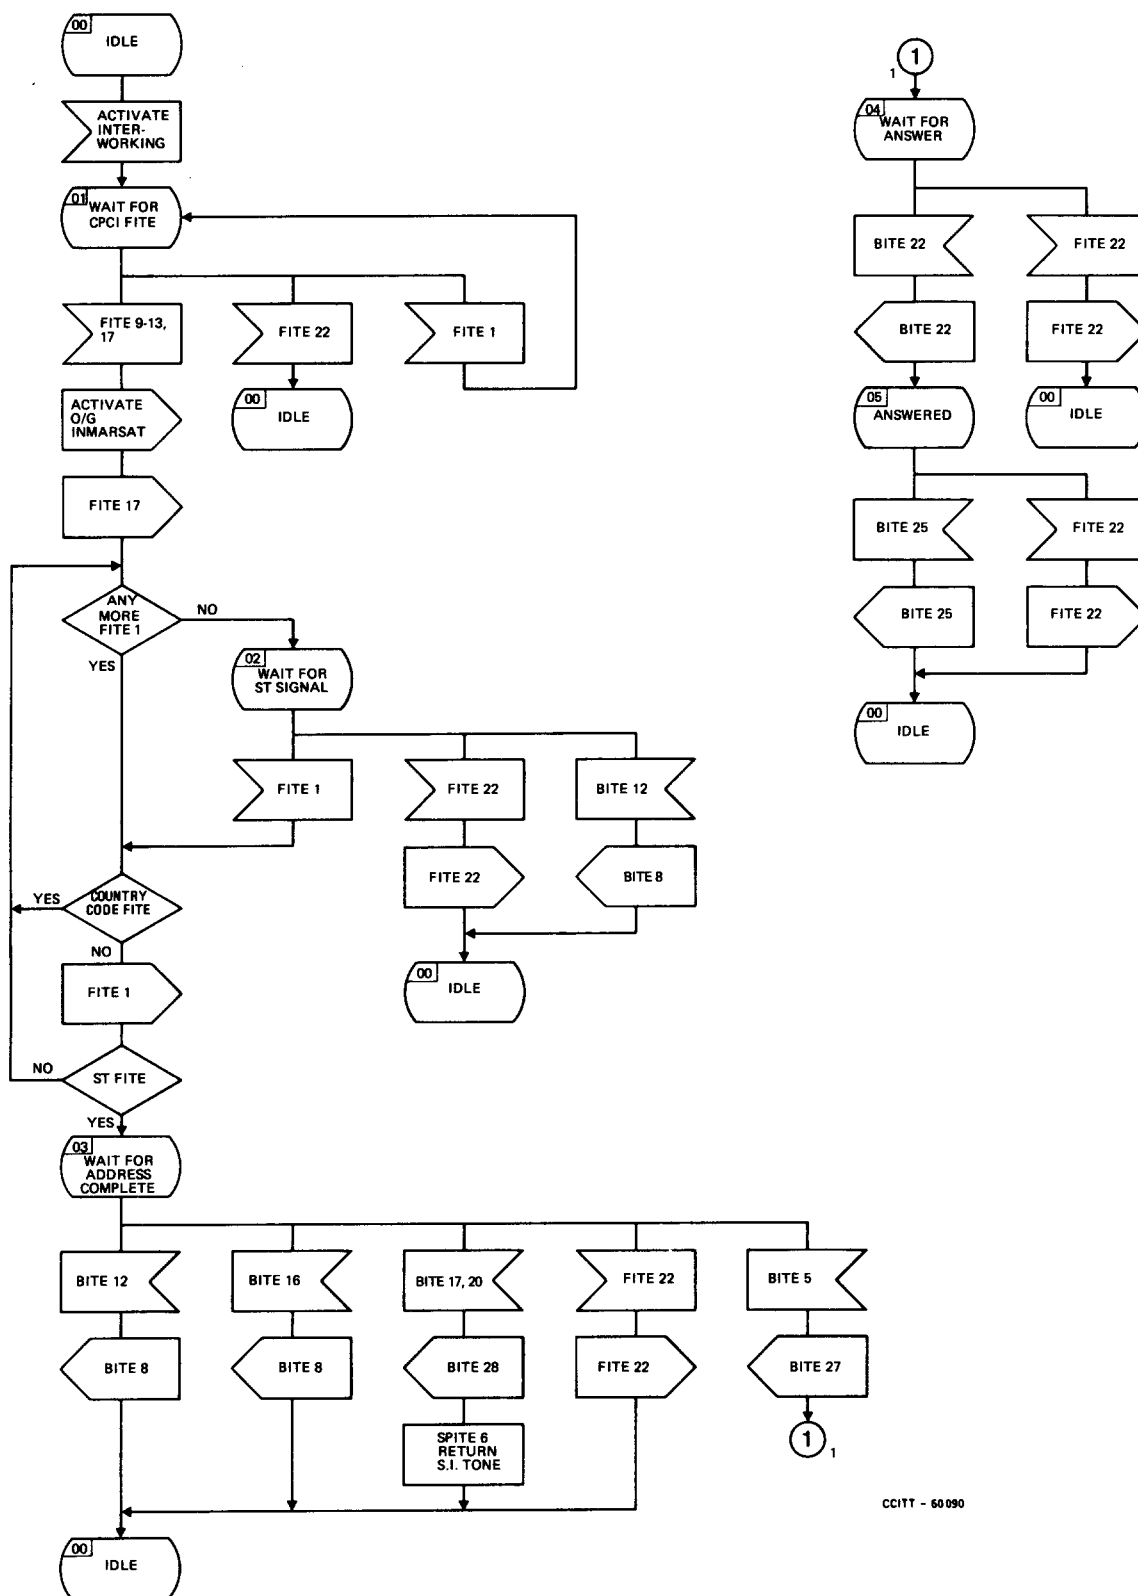 00
IDLE
ACTIVATE
INTER-
WORKING
01
WAIT FOR
CPCI FITE
FITE 9-13,
17
FITE 22
FITE 1
ACTIVATE
O/G
INMARSAT
00
IDLE
FITE 17
ANY
MORE
FITE 1
NO
YES
02
WAIT FOR
ST SIGNAL
FITE 1
FITE 22
BITE 12
FITE 22
BITE 8
YES
COUNTRY
CODE FITE
NO
FITE 1
00
IDLE
NO
ST FITE
YES
03
WAIT FOR
ADDRESS
COMPLETE
BITE 12
BITE 16
BITE 17, 20
FITE 22
BITE 5
BITE 8
BITE 8
BITE 28
FITE 22
BITE 27
SPITE 6
RETURN
S.I. TONE
1
1
00
IDLE
1
1
04
WAIT FOR
ANSWER
BITE 22
FITE 22
BITE 22
FITE 22
05
ANSWERED
00
IDLE
BITE 25
FITE 22
BITE 25
FITE 22
00
IDLE
CCITT - 60090